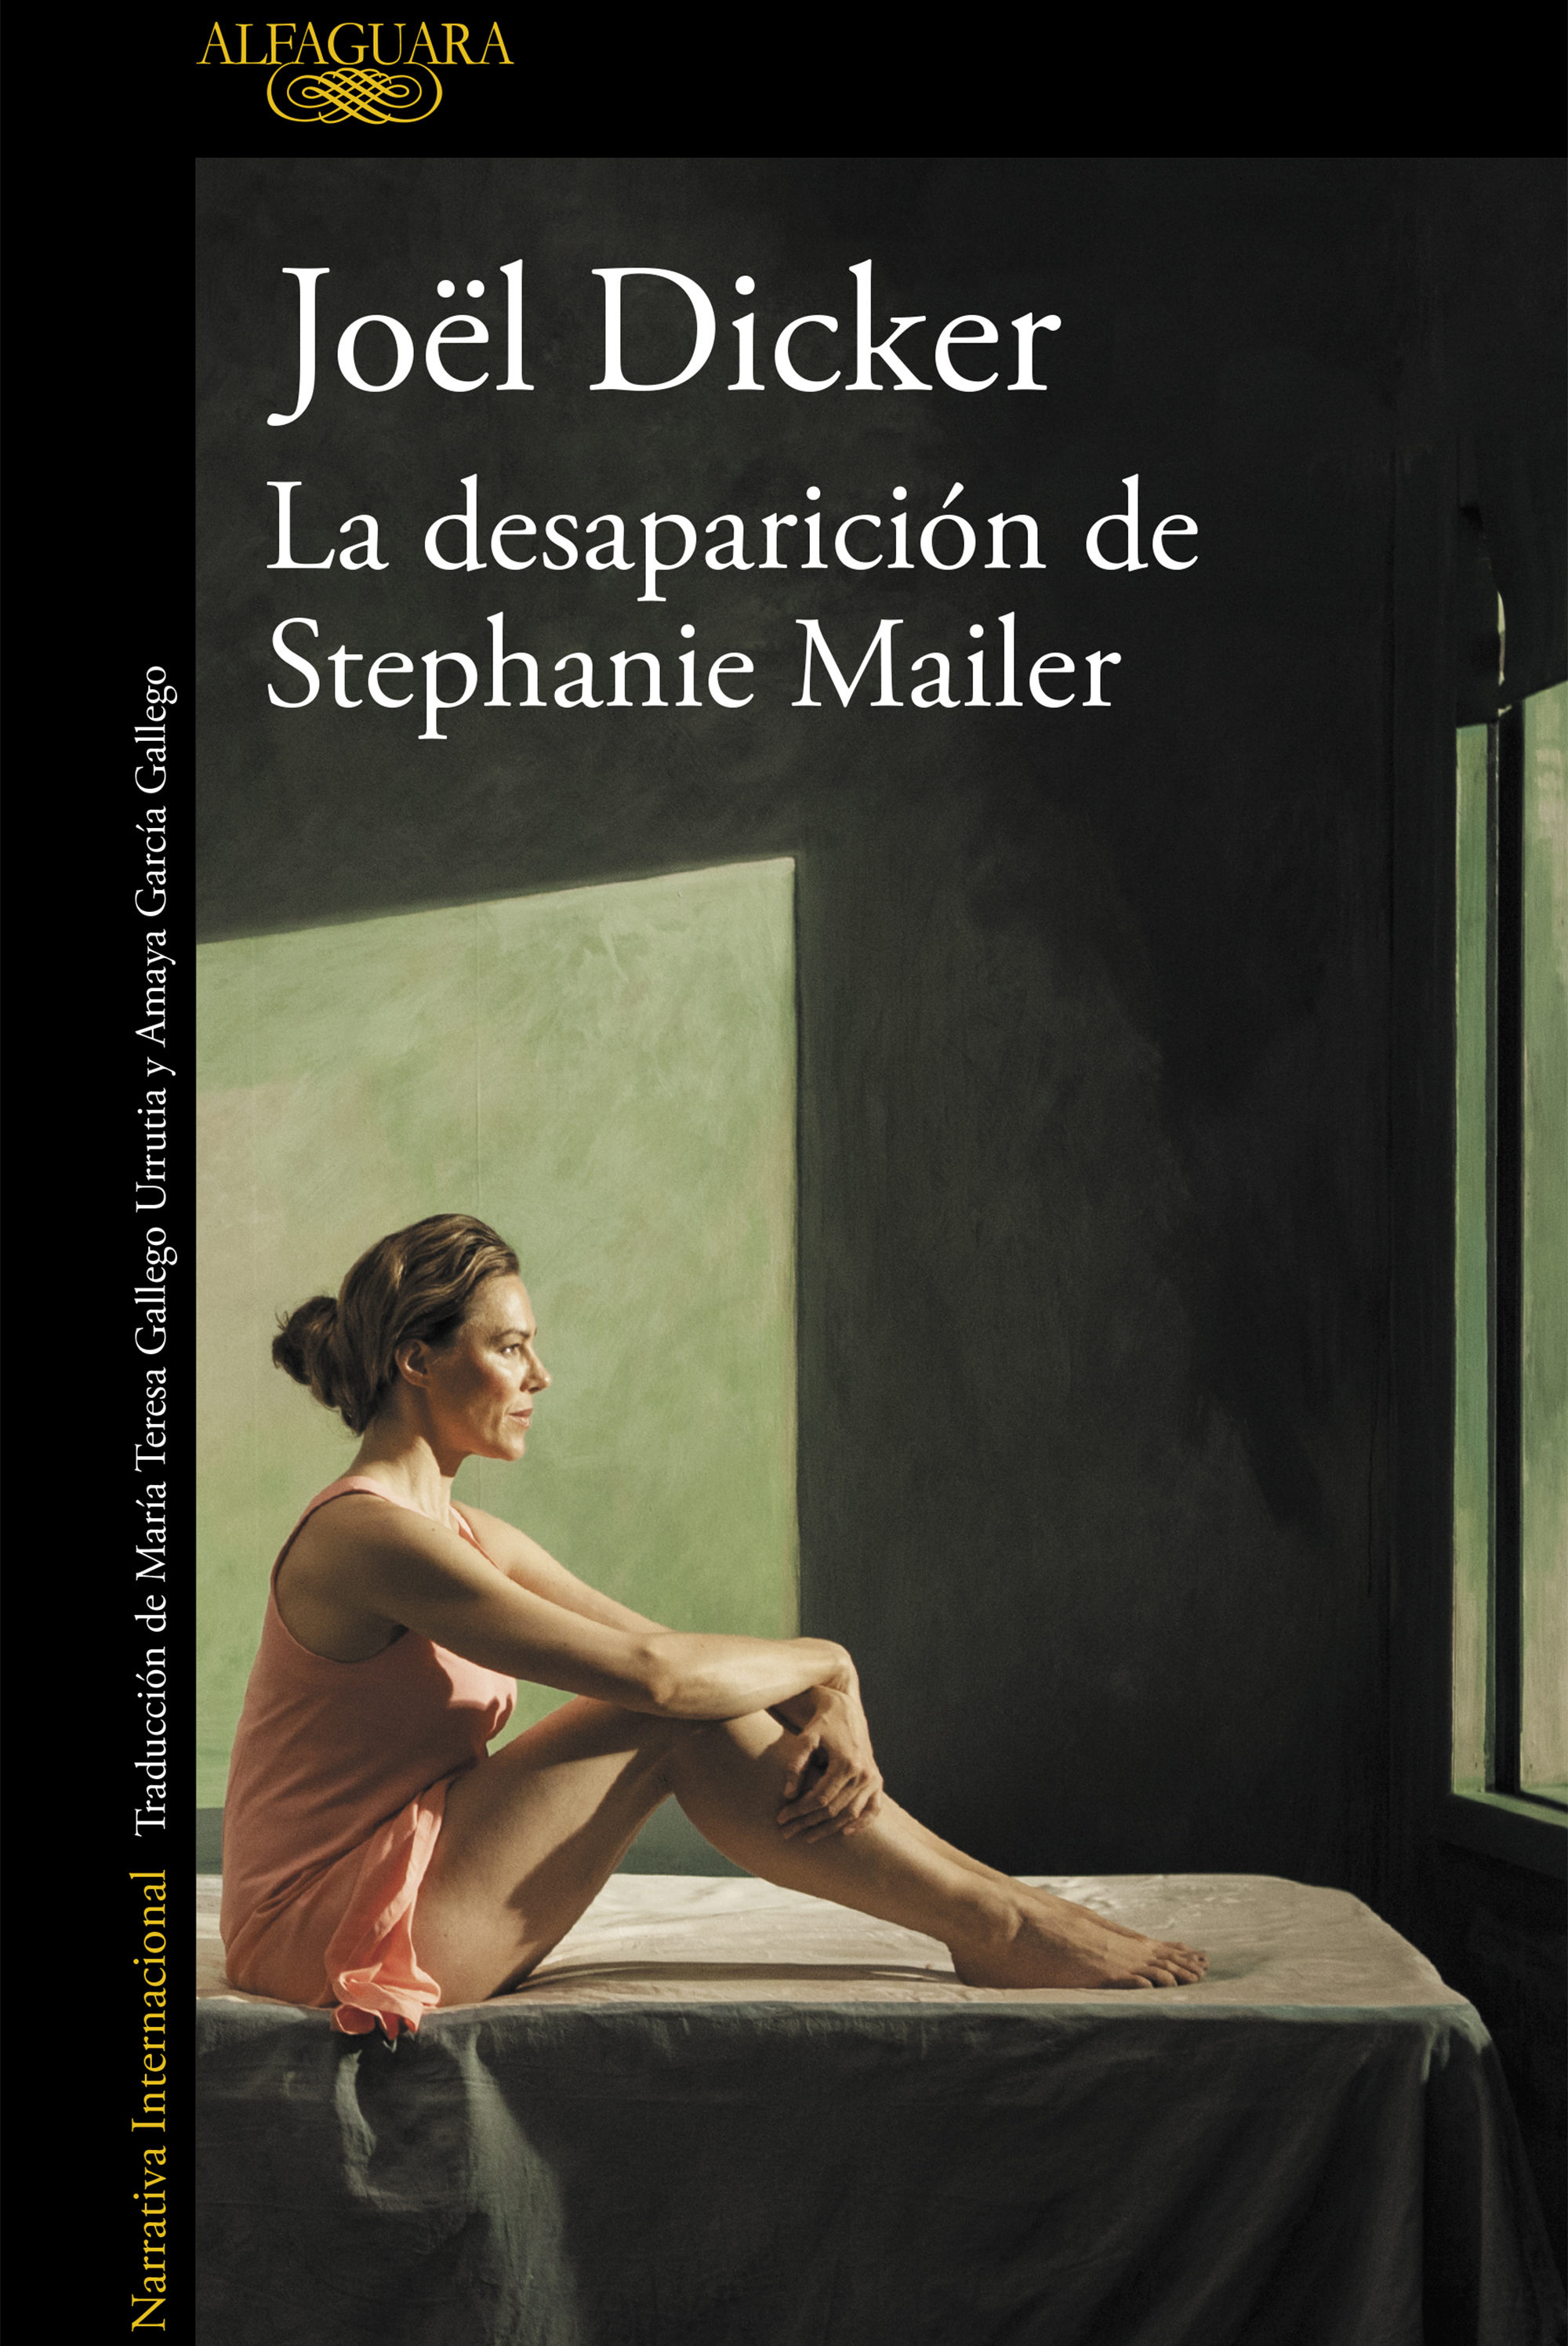 ALFAGUARA
Joël Dicker
La desaparición de
Stephanie Mailer
Narrativa Internacional Traducción de María Teresa Gallego Urrutia y Amaya García Gallego